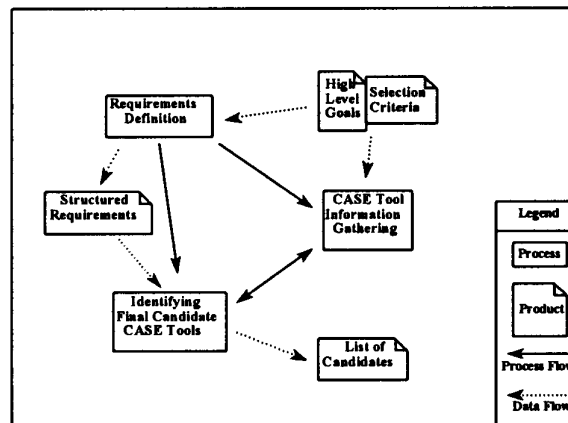 High
Level
Goals
Selection
Criteria
Requirements
Definition
Structured
Requirements
CASE Tool
Information
Gathering
Identifying
Final Candidate
CASE Tools
List of
Candidates
Legend
Process
Product
Process Flow
Data Flow